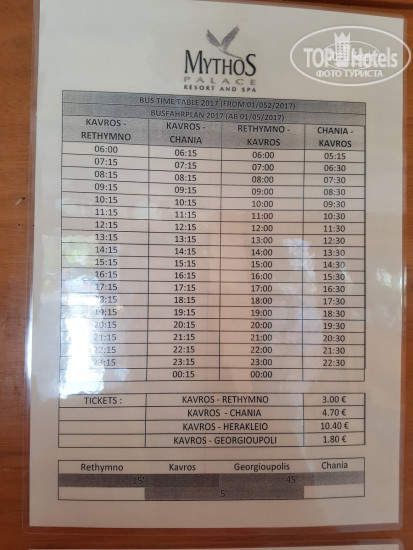 MYTHOS
PALACE
RESORT AND SPA
TOPHotels
ФОТО ТУРИСТА
BUS TIME TABLE 2017 (FROM 01/052/2017)
BUSFAHRPLAN 2017 (AB 01/05/2017)
KAVROS - RETHYMNO KAVROS - CHANIA RETHYMNO - KAVROS CHANIA - KAVROS
06:00 06:15 06:00 05:15
07:15 07:15 07:00 06:30
08:15 08:15 08:00 07:30
09:15 09:15 09:00 08:30
10:15 10:15 10:00 09:30
11:15 11:15 11:00 10:30
12:15 12:15 12:00 11:30
13:15 13:15 13:00 12:30
14:15 14:15 14:00 13:30
15:15 15:15 15:00 14:30
16:15 16:15 16:00 15:30
17:15 17:15 17:00 16:30
18:15 18:15 18:00 17:30
19:15 19:15 19:00 18:30
20:15 20:15 20:00 19:30
21:15 21:15 21:00 20:30
22:15 22:15 22:00 21:30
23:15 23:15 23:00 22:30
00:15 00:00
TICKETS : KAVROS - RETHYMNO 3.00 €
KAVROS - CHANIA 4.70 €
KAVROS - HERAKLEIO 10.40 €
KAVROS - GEORGIOUPOLI 1.80 €
Rethymno Kavros Georgioupolis Chania
15' 45'
5'